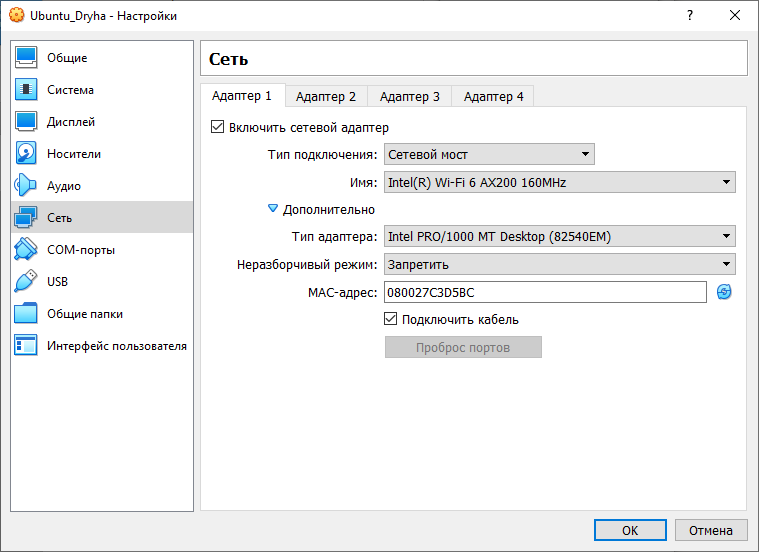 Ubuntu_Dryha - Настройки
?
Общие
Система
Дисплей
Носители
Аудио
Сеть
COM-порты
USB
Общие папки
Интерфейс пользователя
Сеть
Адаптер 1 Адаптер 2 Адаптер 3 Адаптер 4
Включить сетевой адаптер
Тип подключения: Сетевой мост
Имя: Intel(R) Wi-Fi 6 AX200 160MHz
Дополнительно
Тип адаптера: Intel PRO/1000 MT Desktop (82540EM)
Неразборчивый режим: Запретить
MAC-адрес: 080027C3D5BC
Подключить кабель
Проброс портов
OK Отмена